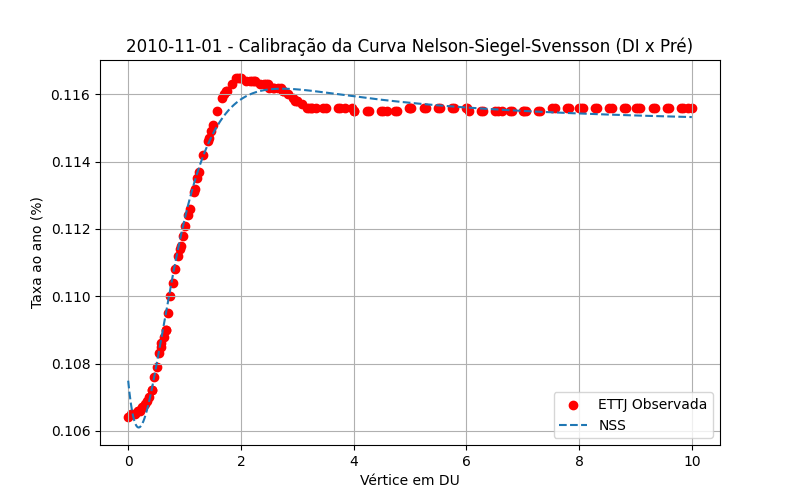 2010-11-01 - Calibração da Curva Nelson-Siegel-Svensson (DI x Pré)
Taxa ao ano (%)
0.116
0.114
0.112
0.110
0.108
0.106
ETTJ Observada
NSS
0 2 4 6 8 10
Vértice em DU